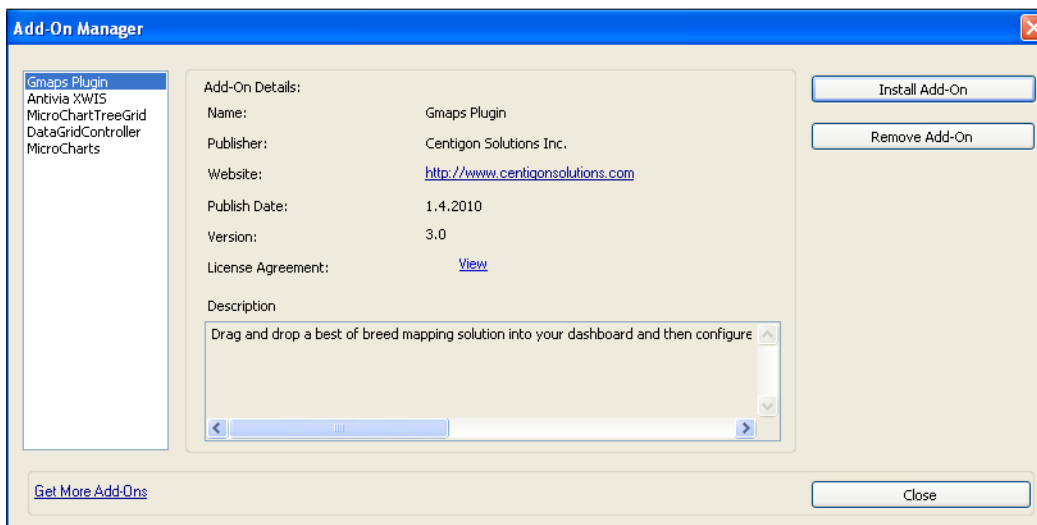 Add-On Manager
Gmaps Plugin
Antivia XWIS
MicroChartTreeGrid
DataGridController
MicroCharts
Add-On Details:
Name: Gmaps Plugin
Publisher: Centigon Solutions Inc.
Website: http://www.centigonsolutions.com
Publish Date: 1.4.2010
Version: 3.0
License Agreement: View
Description
Drag and drop a best of breed mapping solution into your dashboard and then configure
Install Add-On
Remove Add-On
Get More Add-Ons
Close